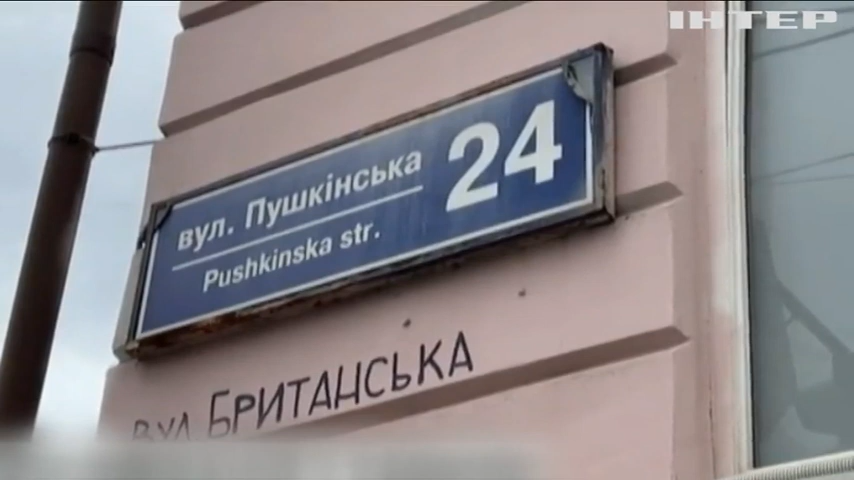 ІНТЕР
вул. Пушкінська
Pushkinska str.
24
вул БРИТАНСЬКА